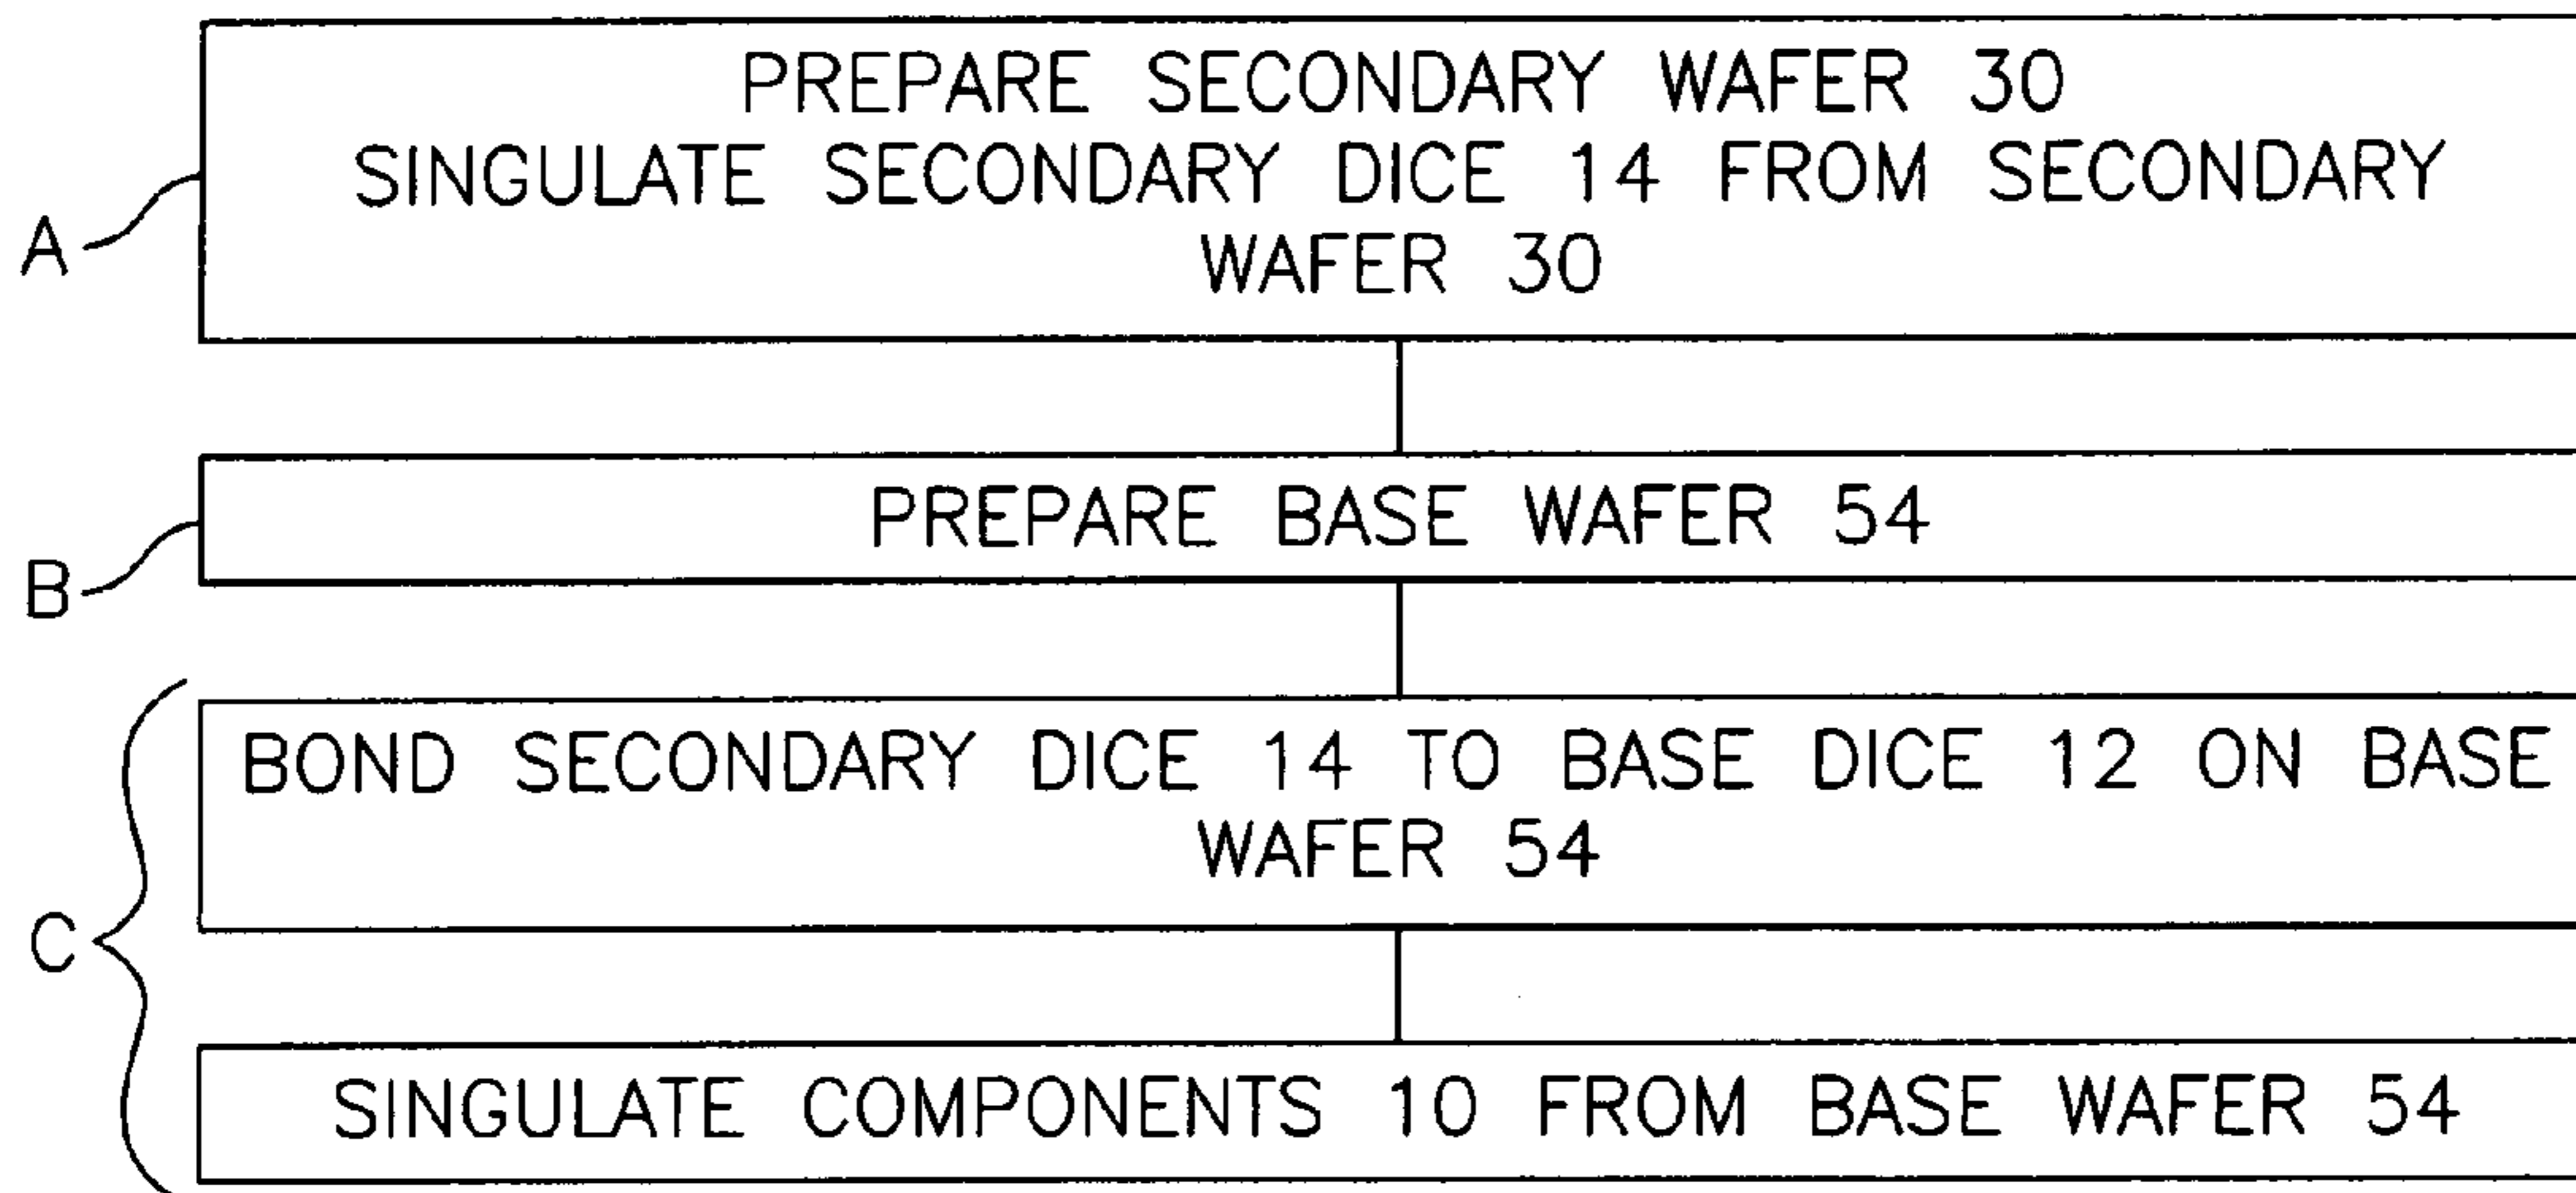 PREPARE SECONDARY WAFER 30
SINGULATE SECONDARY DICE 14 FROM SECONDARY
WAFER 30
A
PREPARE BASE WAFER 54
B
BOND SECONDARY DICE 14 TO BASE DICE 12 ON BASE
WAFER 54
C
SINGULATE COMPONENTS 10 FROM BASE WAFER 54